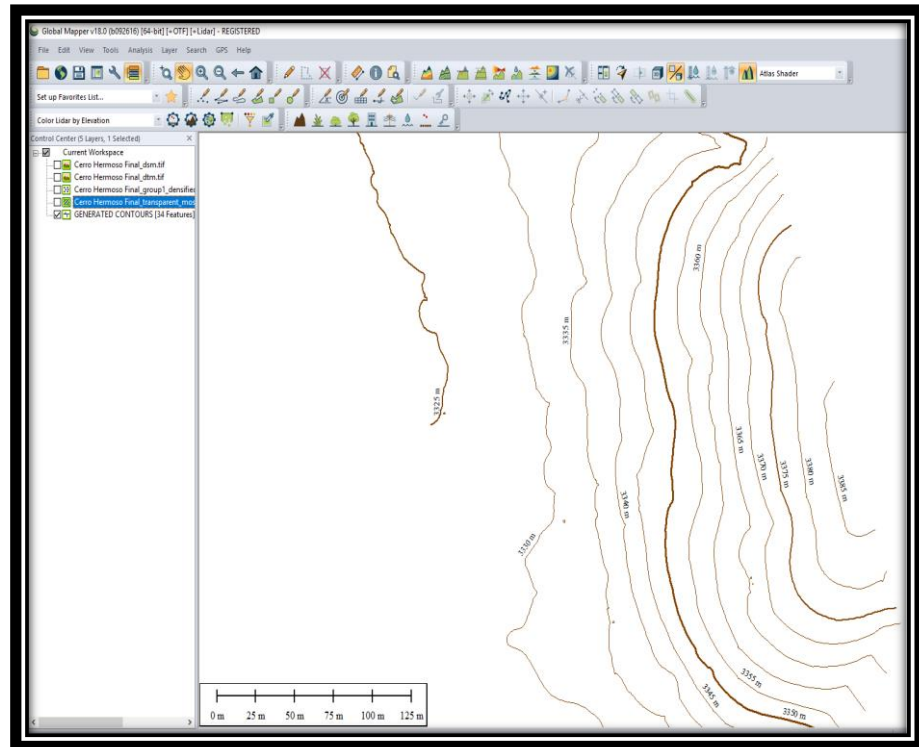 Global Mapper v18.0 (b092616) [64-bit] [+OTF] [+Lidar] - REGISTERED
File Edit View Tools Analysis Layer Search GPS Help
Atlas Shader
Set up Favorites List...
Color Lidar by Elevation
Control Center (5 Layers, 1 Selected)
Current Workspace
Cerro Hermoso Final_dsm.tif
Cerro Hermoso Final_dtm.tif
Cerro Hermoso Final_group1_densifie
Cerro Hermoso Final_transparent_mos
GENERATED CONTOURS [34 Features]
3360 m
3335 m
3325 m
3365 m
3370 m
3375 m
3380 m
3385 m
3340 m
3330 m
3355 m
3345 m
3350 m
0 m 25 m 50 m 75 m 100 m 125 m